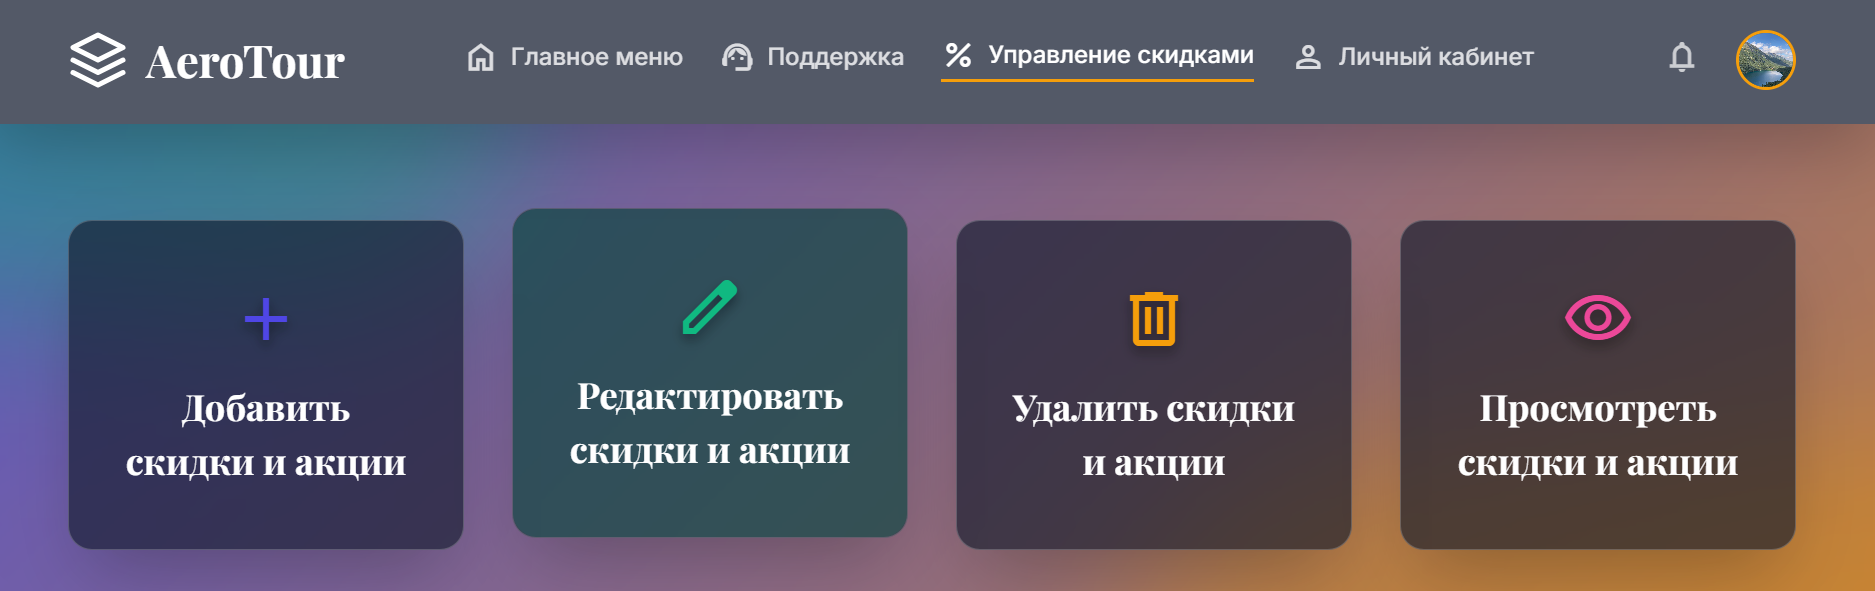 AeroTour
Главное меню
Поддержка
Управление скидками
Личный кабинет
Добавить
скидки и акции
Редактировать
скидки и акции
Удалить скидки
и акции
Просмотреть
скидки и акции